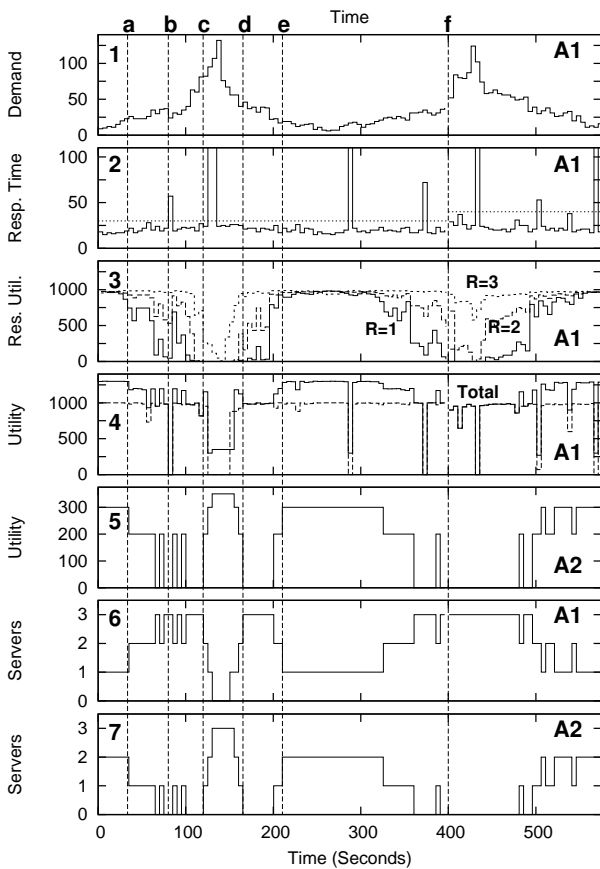 Time
a b c d e f
1 A1
Demand
100
50
0
2 A1
Resp. Time
100
50
0
3 R=3
Res. Util.
1000
750
500
250
0
R=1 R=2
A1
Total
Utility
1000
500
250
0
4 A1
5
Utility
300
200
100
0
A2
6 A1
Servers
3
2
1
0
7 A2
Servers
3
2
1
0
0 100 200 300 400 500
Time (Seconds)